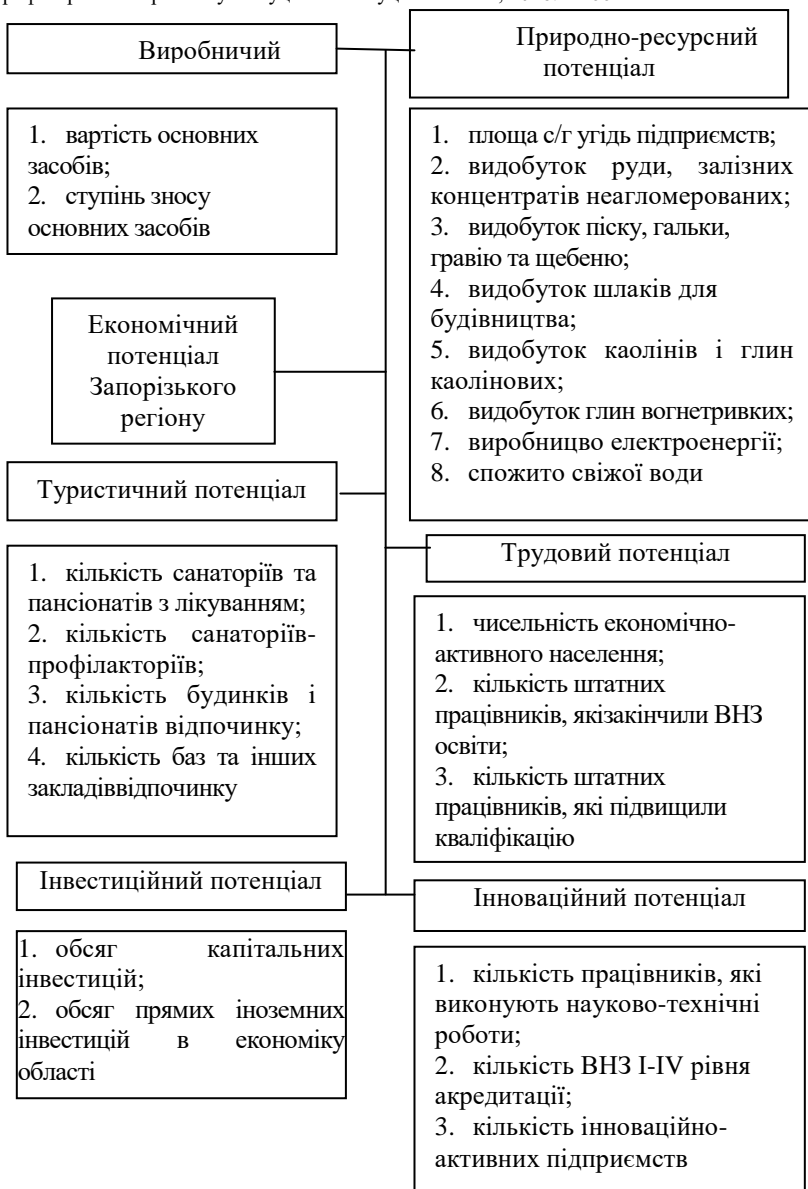 Виробничий
Природно-ресурсний
потенціал
1. вартість основних
засобів;
2. ступінь зносу
основних засобів
1. площа с/г угідь підприємств;
2. видобуток руди, залізних
концентратів неагломерованих;
3. видобуток піску, гальки,
гравію та щебеню;
4. видобуток шлаків для
будівництва;
5. видобуток каолінів і глин
каолінових;
6. видобуток глин вогнетривких;
7. виробницво електроенергії;
8. спожито свіжої води
Економічний
потенціал
Запорізького
регіону
Туристичний потенціал
Трудовий потенціал
1. кількість санаторіїв та
пансіонатів з лікуванням;
2. кількість санаторіїв-
профілакторіїв;
3. кількість будинків і
пансіонатів відпочинку;
4. кількість баз та інших
закладіввідпочинку
1. чисельність економічно-
активного населення;
2. кількість штатних
працівників, якізакінчили ВНЗ
освіти;
3. кількість штатних
працівників, які підвищили
кваліфікацію
Інвестиційний потенціал
Інноваційний потенціал
1. обсяг капітальних
інвестицій;
2. обсяг прямих іноземних
інвестицій в економіку
області
1. кількість працівників, які
виконують науково-технічні
роботи;
2. кількість ВНЗ I-IV рівня
акредитації;
3. кількість інноваційно-
активних підприємств